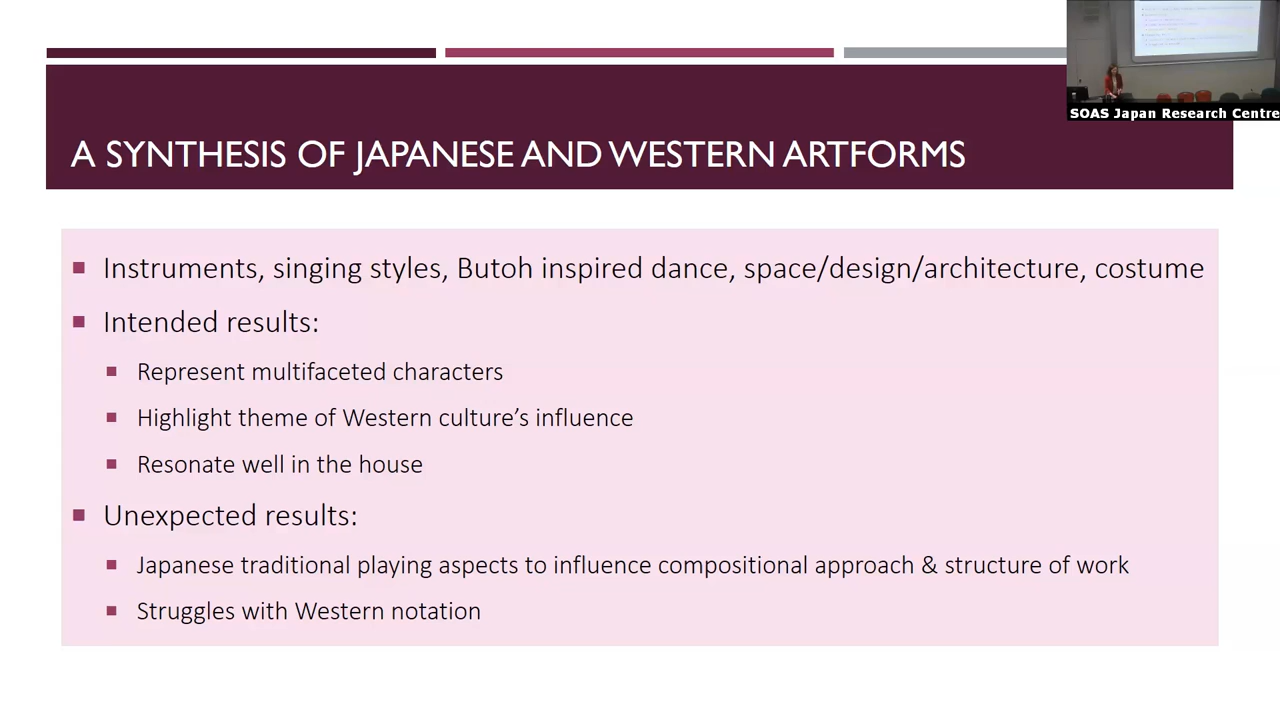 SOAS Japan Research Centre
A SYNTHESIS OF JAPANESE AND WESTERN ARTFORMS
Instruments, singing styles, Butoh inspired dance, space/design/architecture, costume
Intended results:
Represent multifaceted characters
Highlight theme of Western culture’s influence
Resonate well in the house
Unexpected results:
Japanese traditional playing aspects to influence compositional approach & structure of work
Struggles with Western notation